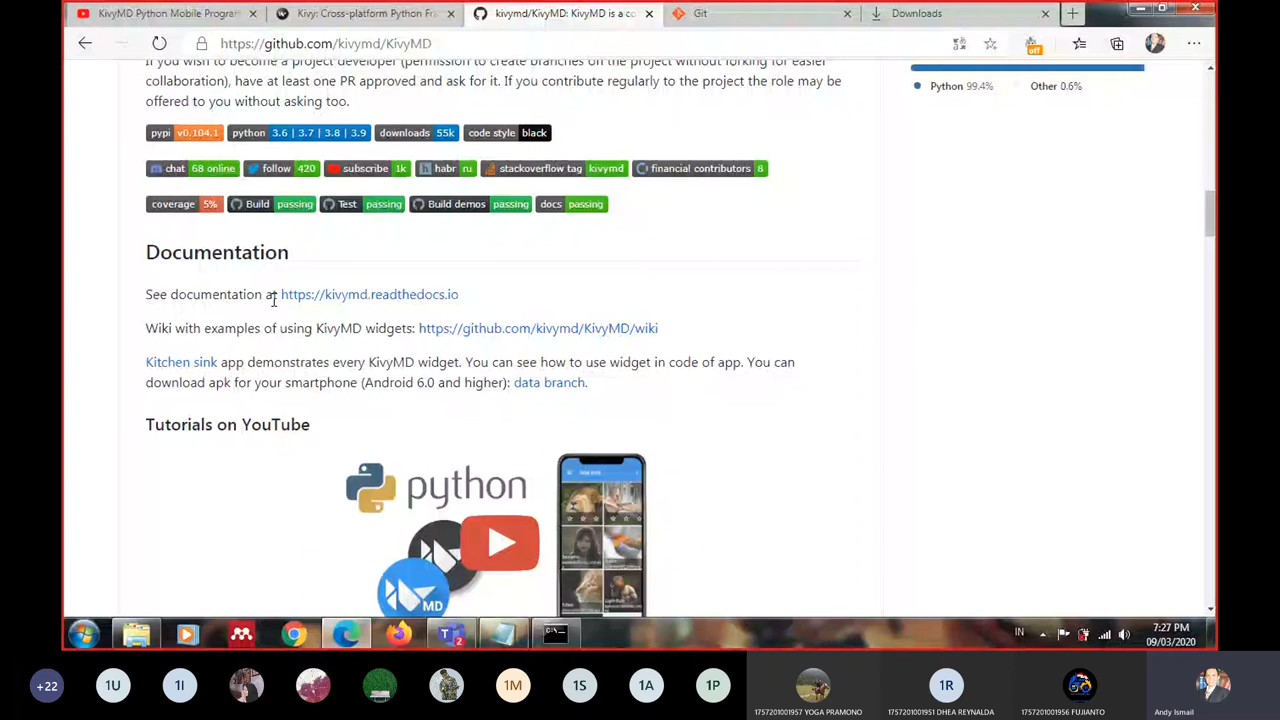 KivyMD Python Mobile Program
Kivy: Cross-platform Python Fra
kivymd/KivyMD: KivyMD is a co
Git
Downloads
https://github.com/kivymd/KivyMD
off
If you wish to become a project developer (permission to create branches on the project without forking for easier
collaboration), have at least one PR approved and ask for it. If you contribute regularly to the project the role may be
offered to you without asking too.
Python 99.4% Other 0.6%
pypi v0.104.1 python 3.6 | 3.7 | 3.8 | 3.9 downloads 55k code style black
chat 68 online follow 420 subscribe 1k habr ru stackoverflow tag kivymd financial contributors 8
coverage 5% Build passing Test passing Build demos passing docs passing
Documentation
See documentation at https://kivymd.readthedocs.io
Wiki with examples of using KivyMD widgets: https://github.com/kivymd/KivyMD/wiki
Kitchen sink app demonstrates every KivyMD widget. You can see how to use widget in code of app. You can
download apk for your smartphone (Android 6.0 and higher): data branch.
Tutorials on YouTube
python
MD
IN
7:27 PM
09/03/2020
+22 1U 1I 1M 1S 1A 1P 1R
1757201001957 YOGA PRAMONO
1757201001951 DHEA REYNALDA
1757201001956 FUJIANTO
Andy Ismail